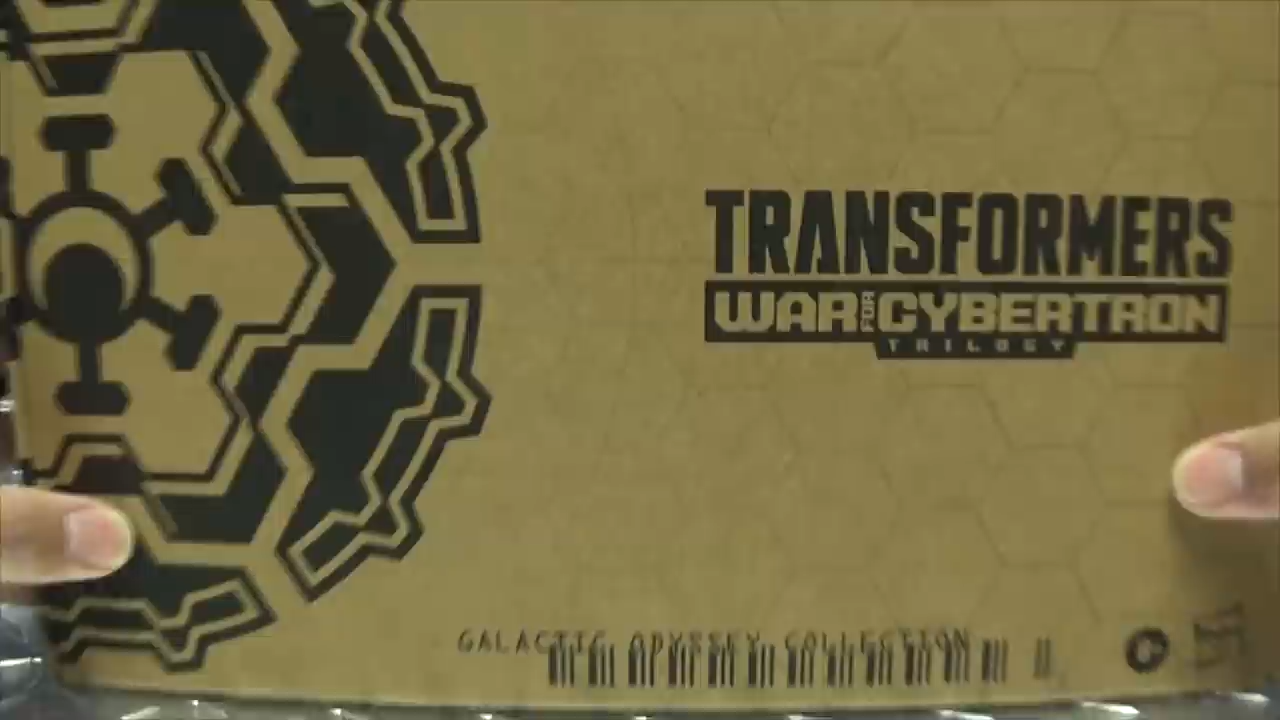 TRANSFORMERS
WAR FOR CYBERTRON
TRILOGY
GALACTIC ODYSSEY COLLECTION